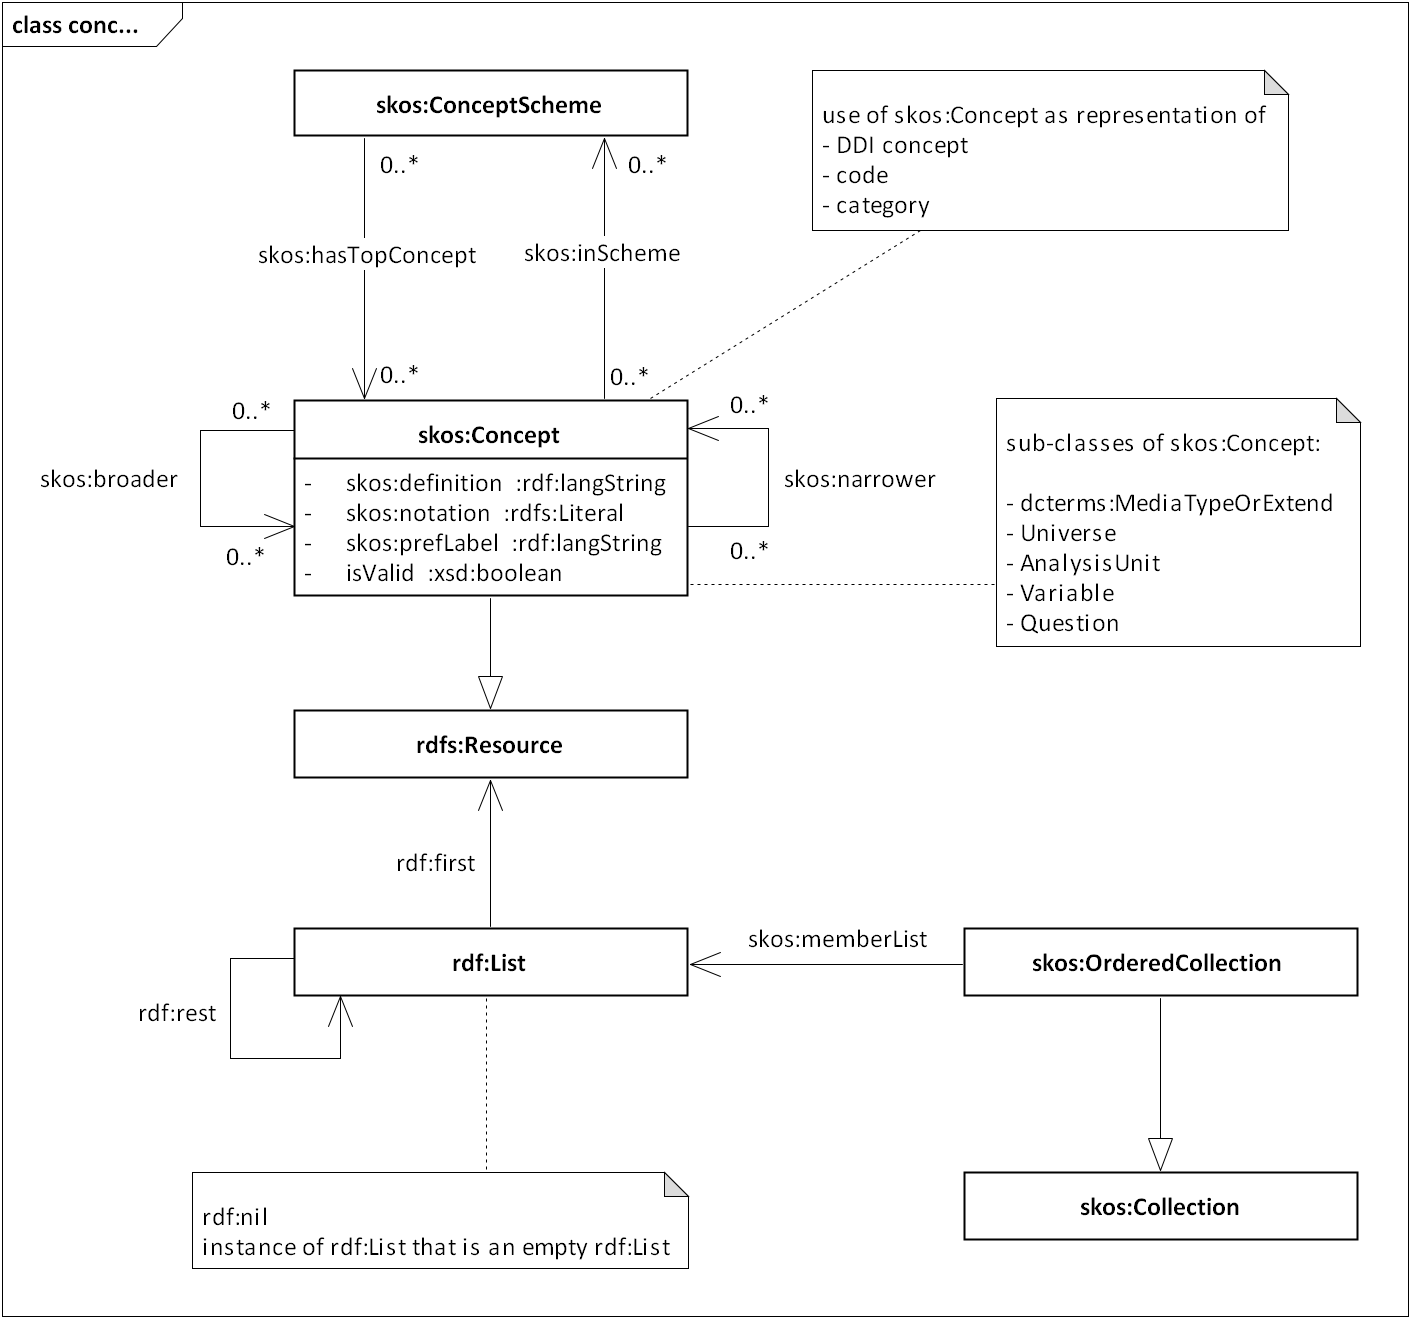 class conc...
skos:ConceptScheme
use of skos:Concept as representation of
- DDI concept
- code
- category
0..*
0..*
skos:hasTopConcept
skos:inScheme
0..*
0..*
0..*
0..*
skos:Concept
sub-classes of skos:Concept:
skos:broader
skos:narrower
- skos:definition :rdf:langString
- skos:notation :rdfs:Literal
- skos:prefLabel :rdf:langString
- isValid :xsd:boolean
0..*
0..*
- dcterms:MediaTypeOrExtend
- Universe
- AnalysisUnit
- Variable
- Question
rdfs:Resource
rdf:first
skos:memberList
rdf:List
skos:OrderedCollection
rdf:rest
rdf:nil
instance of rdf:List that is an empty rdf:List
skos:Collection